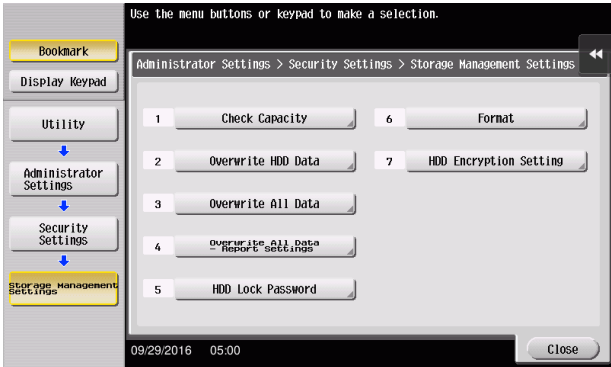 Use the menu buttons or keypad to make a selection.
Bookmark
Display Keypad
Utility
Administrator
Settings
Security
Settings
Storage Management
Settings
Administrator Settings > Security Settings > Storage Management Settings
1 Check Capacity
2 Overwrite HDD Data
3 Overwrite All Data
4 Overwrite All Data
- Report Settings
5 HDD Lock Password
6 Format
7 HDD Encryption Setting
09/29/2016 05:00
Close